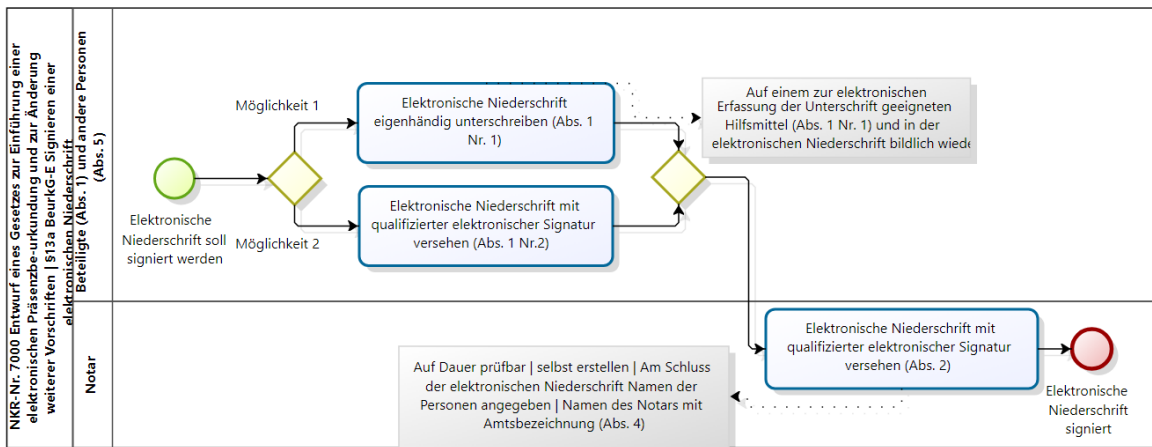 NKR-Nr. 7000 Entwurf eines Gesetzes zur Einführung einer
elektronischen Präsenzbe-urkundung und zur Änderung
weiterer Vorschriften | §13a BeurkG-E Signieren einer
elektronischen Niederschrift
Beteiligte (Abs. 1) und andere Personen
(Abs. 5)
Elektronische
Niederschrift soll
signiert werden
Möglichkeit 1
Möglichkeit 2
Elektronische Niederschrift
eigenhändig unterschreiben (Abs. 1
Nr. 1)
Elektronische Niederschrift mit
qualifizierter elektronischer Signatur
versehen (Abs. 1 Nr.2)
Auf einem zur elektronischen
Erfassung der Unterschrift geeigneten
Hilfsmittel (Abs. 1 Nr. 1) und in der
elektronischen Niederschrift bildlich wiede
Notar
Auf Dauer prüfbar | selbst erstellen | Am Schluss
der elektronischen Niederschrift Namen der
Personen angegeben | Namen des Notars mit
Amtsbezeichnung (Abs. 4)
Elektronische Niederschrift mit
qualifizierter elektronischer Signatur
versehen (Abs. 2)
Elektronische
Niederschrift
signiert